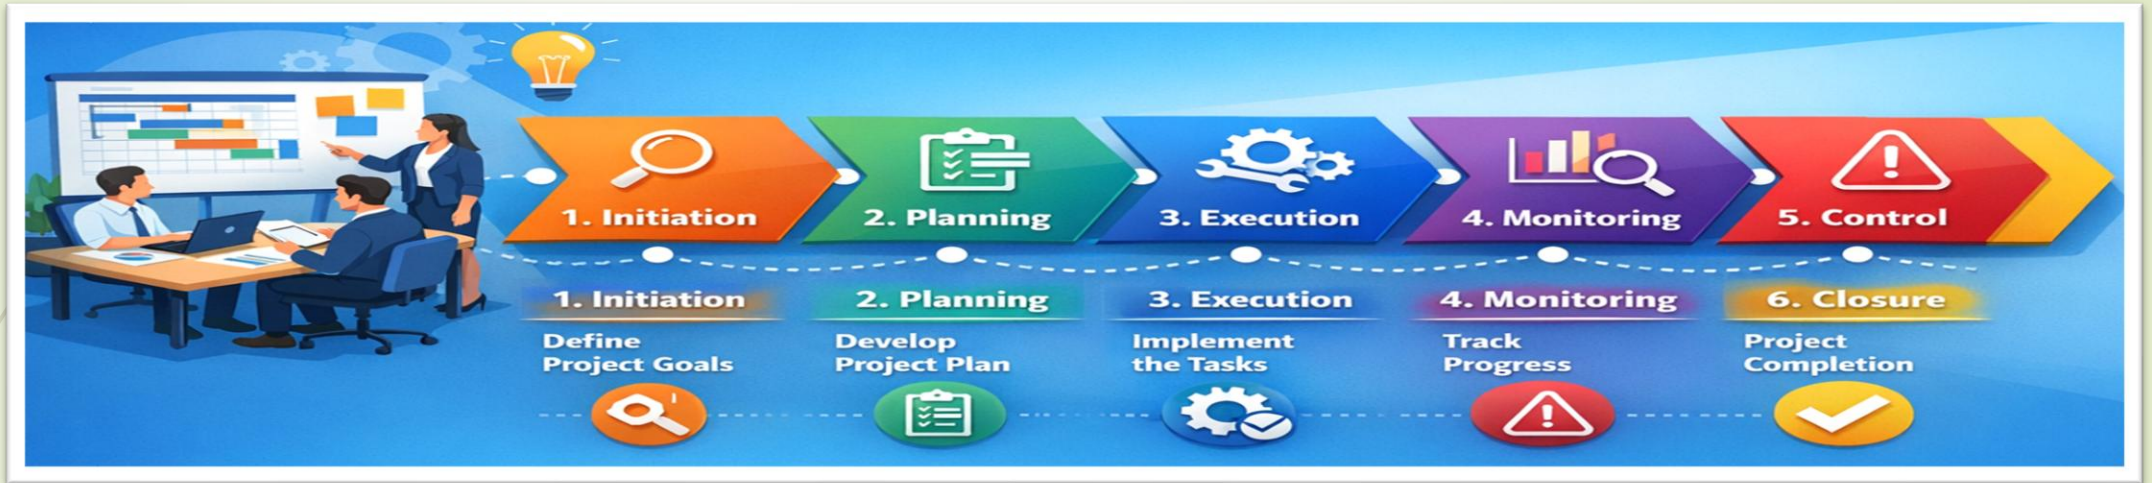 1. Initiation
2. Planning
3. Execution
4. Monitoring
5. Control
1. Initiation
Define
Project Goals
2. Planning
Develop
Project Plan
3. Execution
Implement
the Tasks
4. Monitoring
Track
Progress
6. Closure
Project
Completion